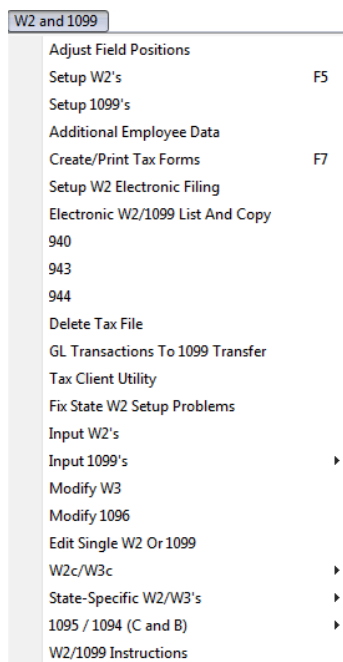 W2 and 1099
Adjust Field Positions
Setup W2's F5
Setup 1099's
Additional Employee Data
Create/Print Tax Forms F7
Setup W2 Electronic Filing
Electronic W2/1099 List And Copy
940
943
944
Delete Tax File
GL Transactions To 1099 Transfer
Tax Client Utility
Fix State W2 Setup Problems
Input W2's
Input 1099's
Modify W3
Modify 1096
Edit Single W2 Or 1099
W2c/W3c
State-Specific W2/W3's
1095 / 1094 (C and B)
W2/1099 Instructions